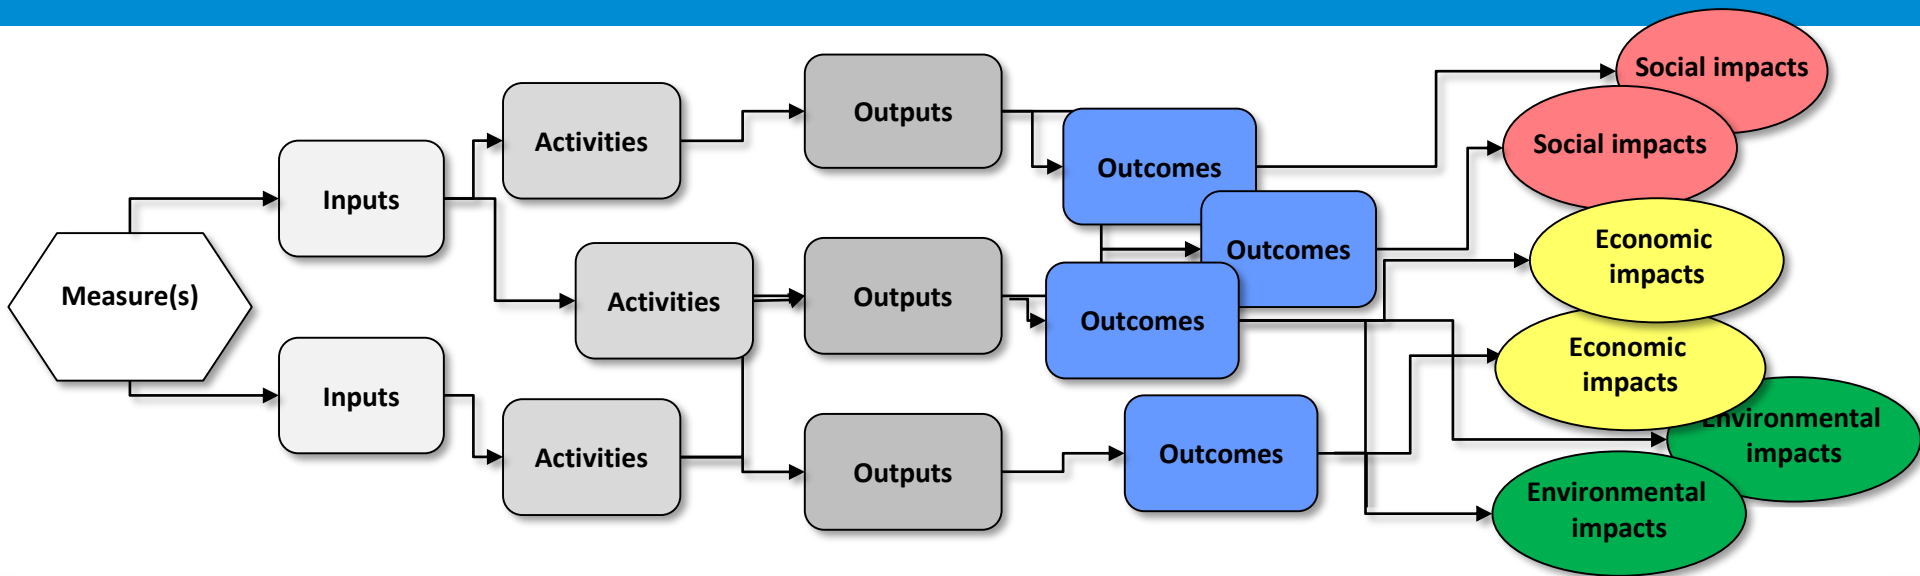 Measure(s)
Inputs
Inputs
Activities
Activities
Activities
Outputs
Outputs
Outputs
Outcomes
Outcomes
Outcomes
Outcomes
Social impacts
Social impacts
Economic
impacts
Economic
impacts
Environmental
impacts
Environmental
impacts